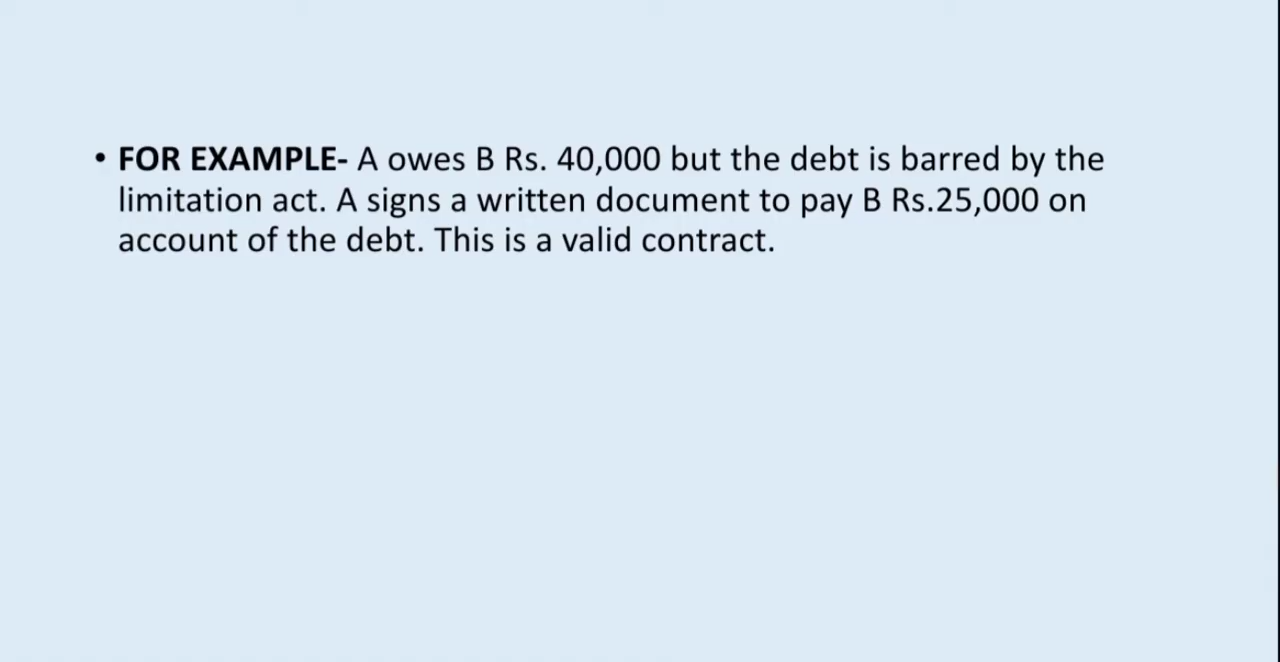 • FOR EXAMPLE- A owes B Rs. 40,000 but the debt is barred by the
limitation act. A signs a written document to pay B Rs.25,000 on
account of the debt. This is a valid contract.